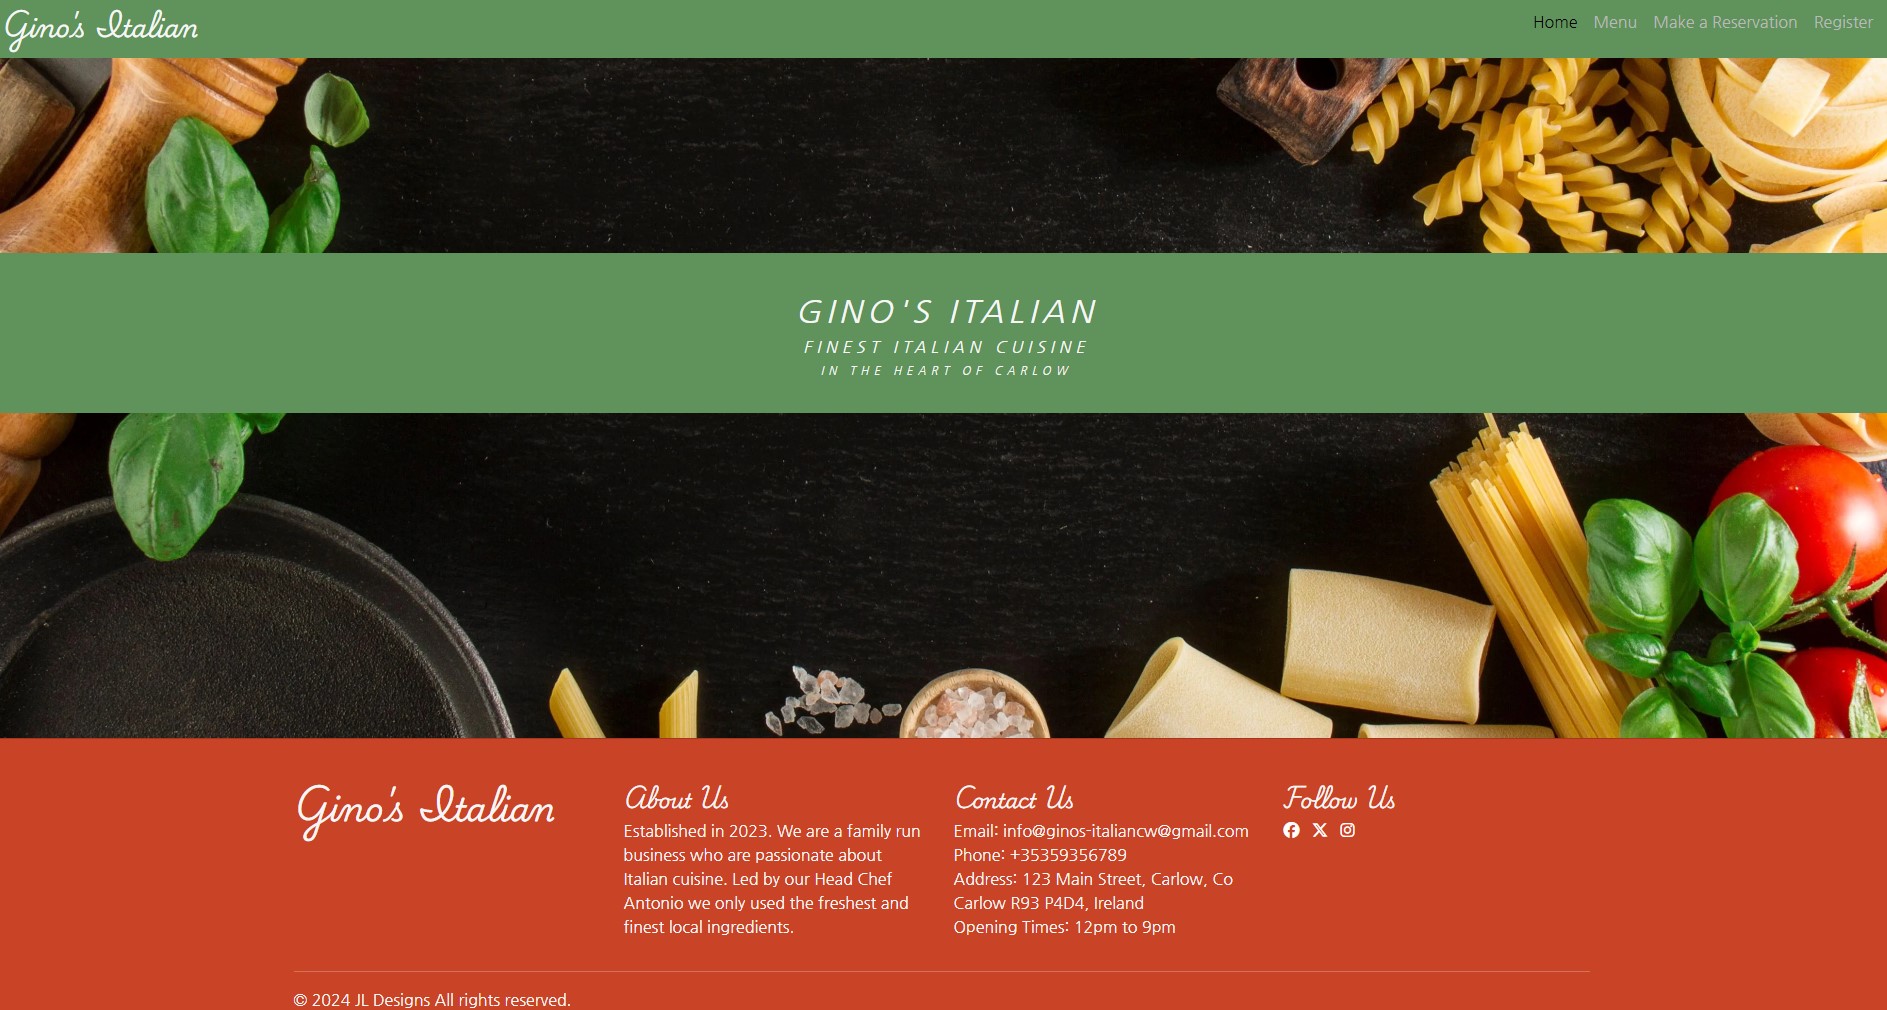 Gino's Italian
Home Menu Make a Reservation Register
GINO'S ITALIAN
FINEST ITALIAN CUISINE
IN THE HEART OF CARLOW
Gino's Italian
About Us
Established in 2023. We are a family run
business who are passionate about
Italian cuisine. Led by our Head Chef
Antonio we only used the freshest and
finest local ingredients.
Contact Us
Email: info@ginos-italiancw@gmail.com
Phone: +35359356789
Address: 123 Main Street, Carlow, Co
Carlow R93 P4D4, Ireland
Opening Times: 12pm to 9pm
Follow Us
© 2024 JL Designs All rights reserved.